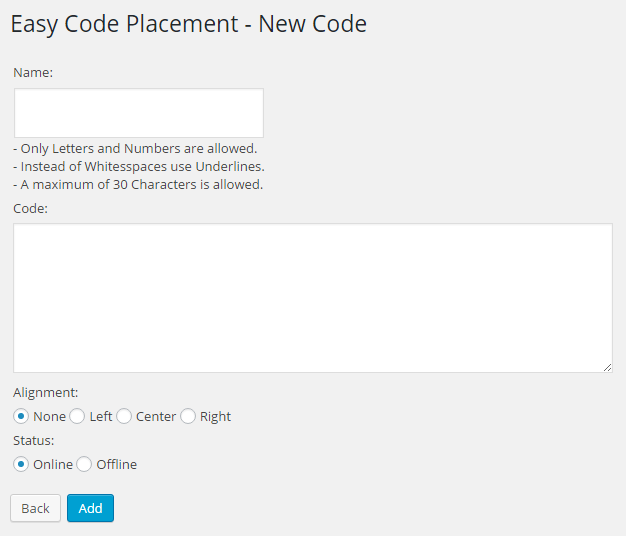 Easy Code Placement - New Code
Name:
- Only Letters and Numbers are allowed.
- Instead of Whitesspaces use Underlines.
- A maximum of 30 Characters is allowed.
Code:
Alignment:
None Left Center Right
Status:
Online Offline
Back Add